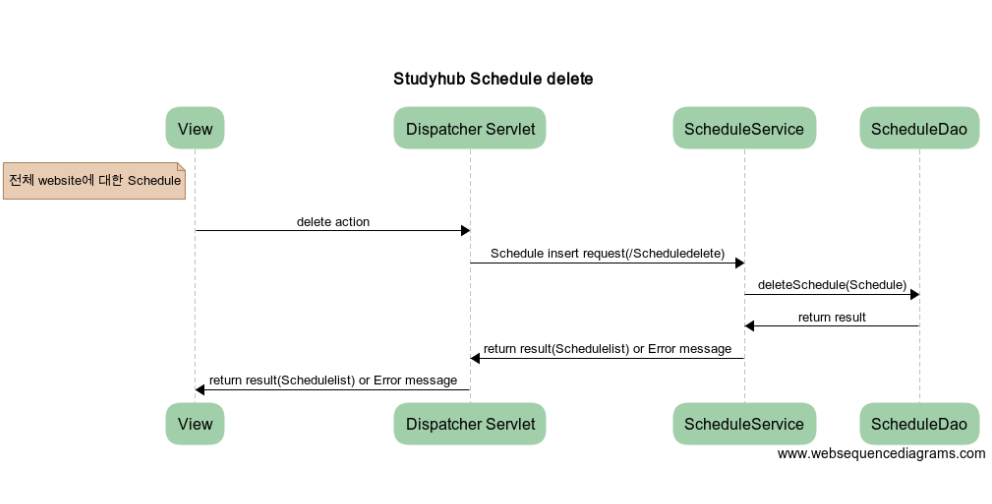 Studyhub Schedule delete
View
Dispatcher Servlet
ScheduleService
ScheduleDao
전체 website에 대한 Schedule
delete action
Schedule insert request(/Scheduledelete)
deleteSchedule(Schedule)
return result
return result(Schedulelist) or Error message
return result(Schedulelist) or Error message
View
Dispatcher Servlet
ScheduleService
ScheduleDao
www.websequencediagrams.com